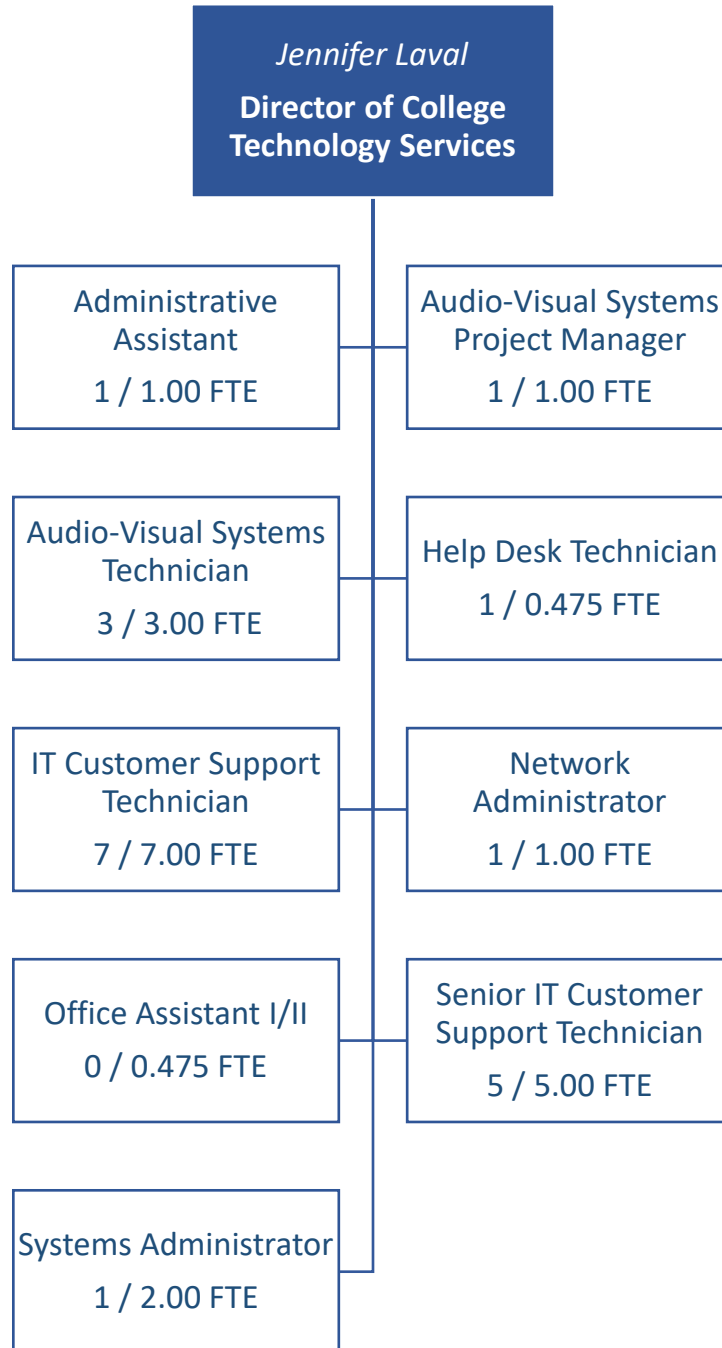 Jennifer Laval
Director of College
Technology Services
Administrative
Assistant
1 / 1.00 FTE
Audio-Visual Systems
Project Manager
1 / 1.00 FTE
Audio-Visual Systems
Technician
3 / 3.00 FTE
Help Desk Technician
1 / 0.475 FTE
IT Customer Support
Technician
7 / 7.00 FTE
Network
Administrator
1 / 1.00 FTE
Office Assistant I/II
0 / 0.475 FTE
Senior IT Customer
Support Technician
5 / 5.00 FTE
Systems Administrator
1 / 2.00 FTE